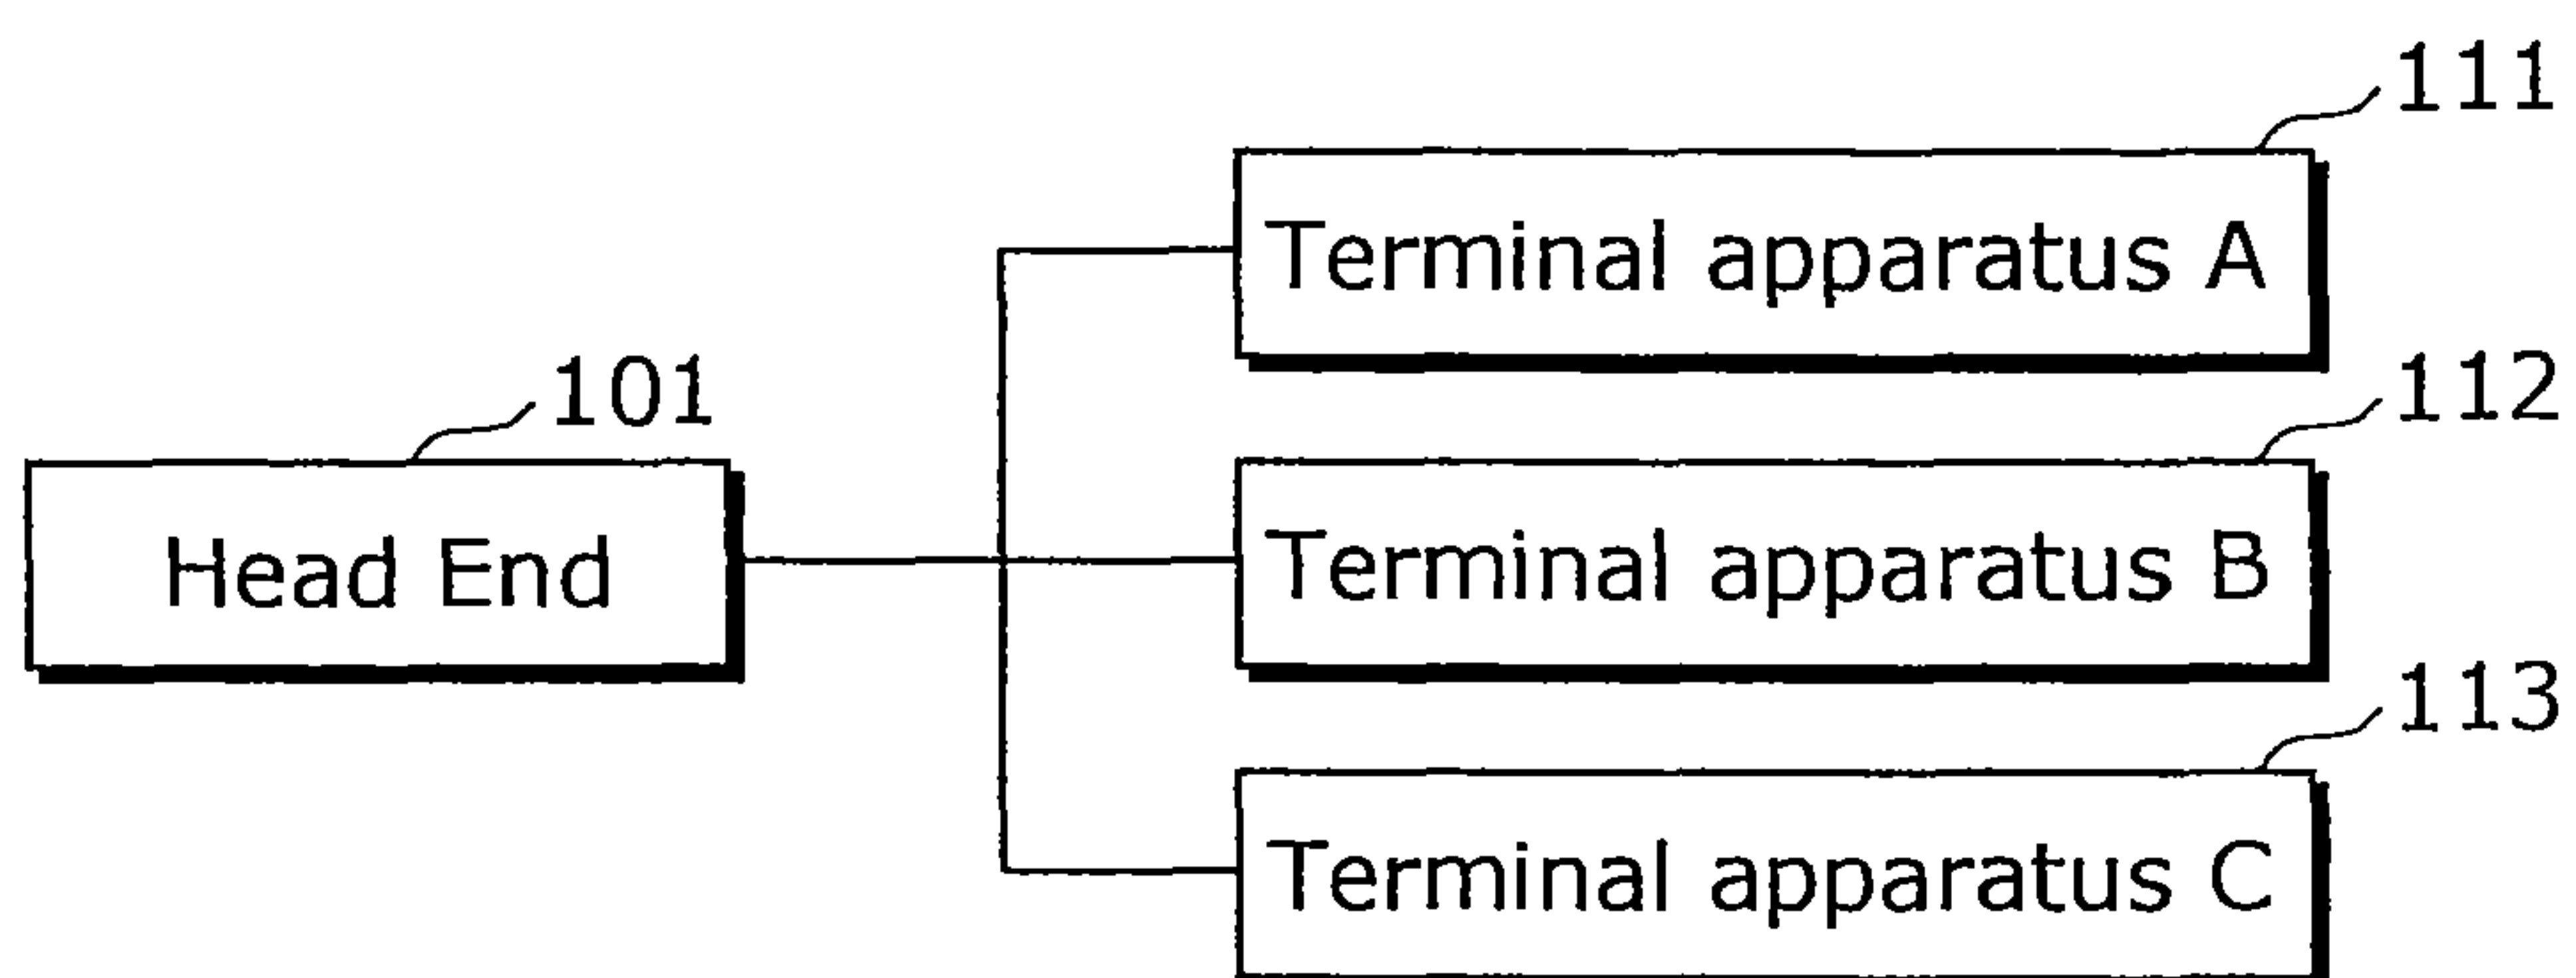 111
Terminal apparatus A
101
112
Head End
Terminal apparatus B
113
Terminal apparatus C